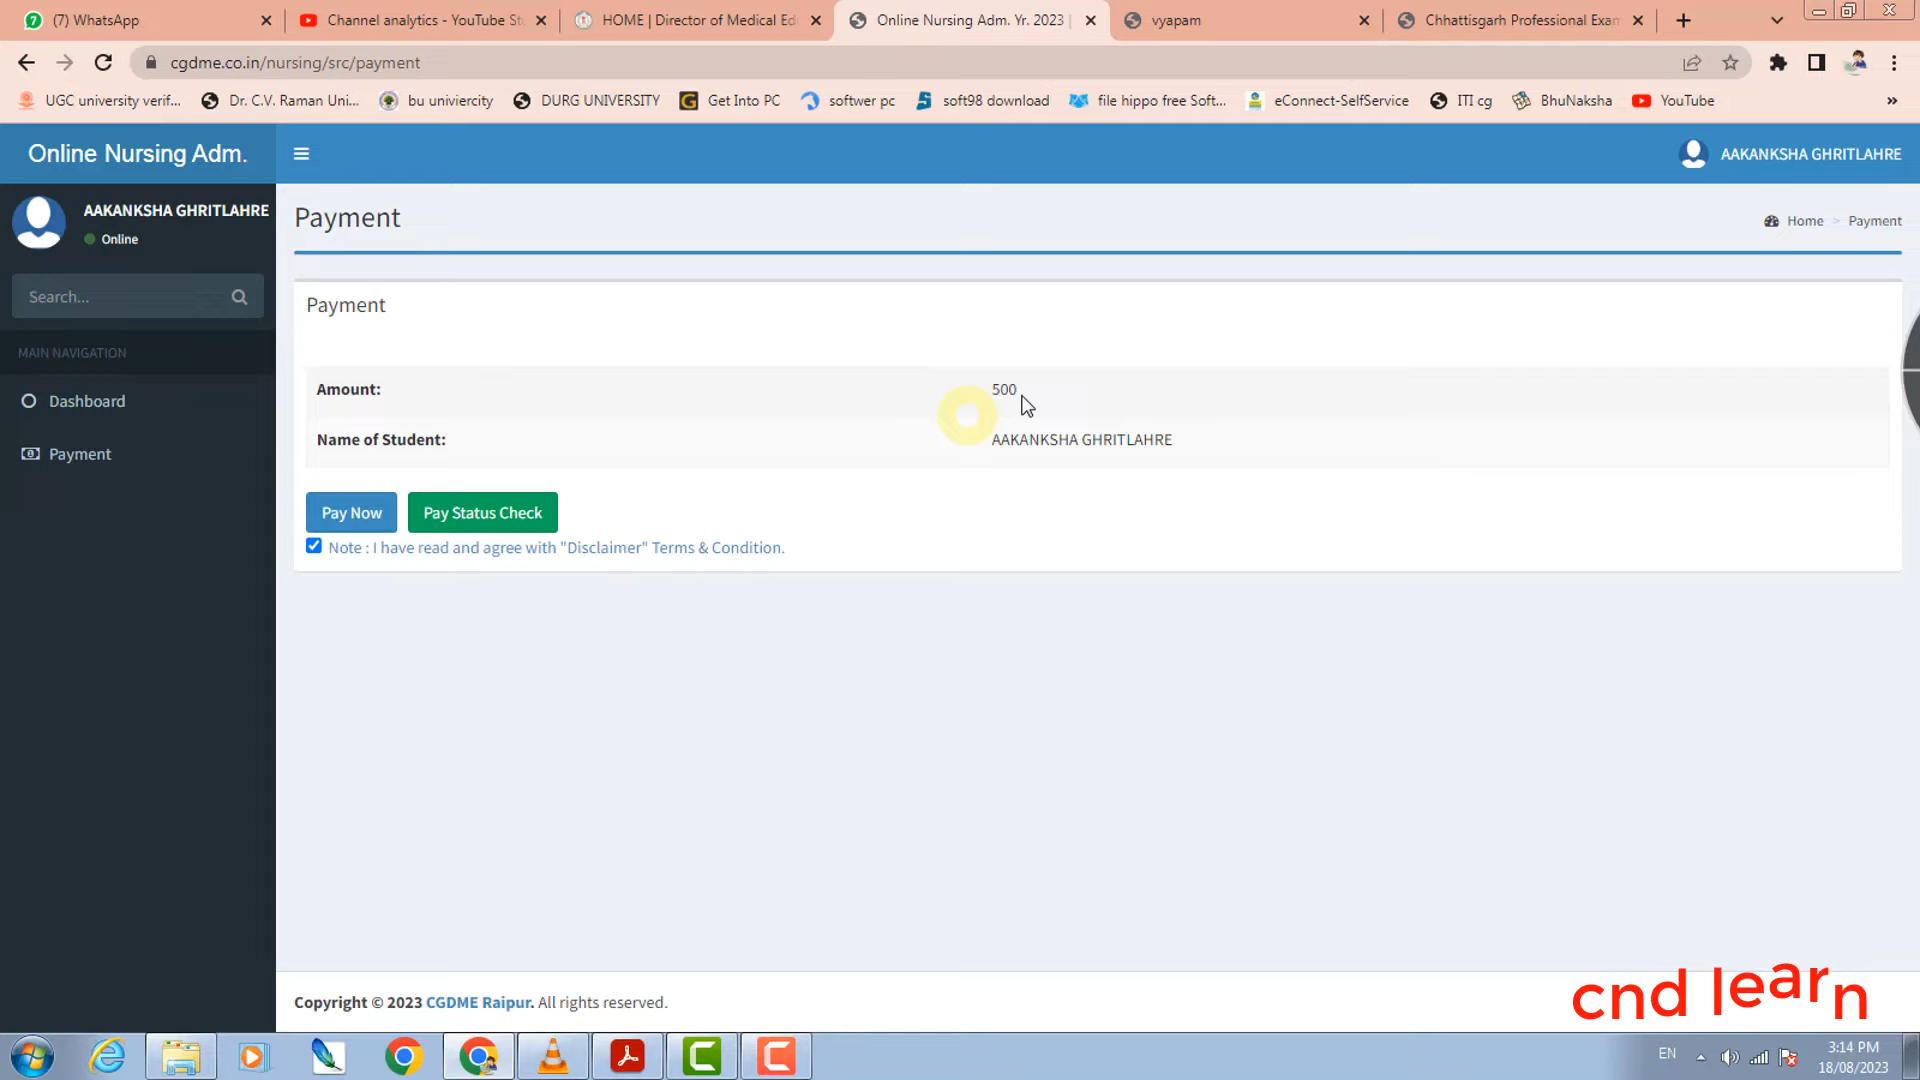 (7) WhatsApp
Channel analytics - YouTube St
HOME | Director of Medical Ed
Online Nursing Adm. Yr. 2023 |
vyapam
Chhattisgarh Professional Exam
cgdme.co.in/nursing/src/payment
UGC university verif...
Dr. C.V. Raman Uni...
bu univiercity
DURG UNIVERSITY
Get Into PC
softwer pc
soft98 download
file hippo free Soft...
eConnect-SelfService
ITI cg
BhuNaksha
YouTube
»
Online Nursing Adm.
AAKANKSHA GHRITLAHRE
AAKANKSHA GHRITLAHRE
Online
Search...
MAIN NAVIGATION
Dashboard
Payment
Payment
Home > Payment
Payment
Amount: 500
Name of Student: AAKANKSHA GHRITLAHRE
Pay Now
Pay Status Check
Note : I have read and agree with "Disclaimer" Terms & Condition.
Copyright © 2023 CGDME Raipur. All rights reserved.
cnd learn
EN
3:14 PM
18/08/2023